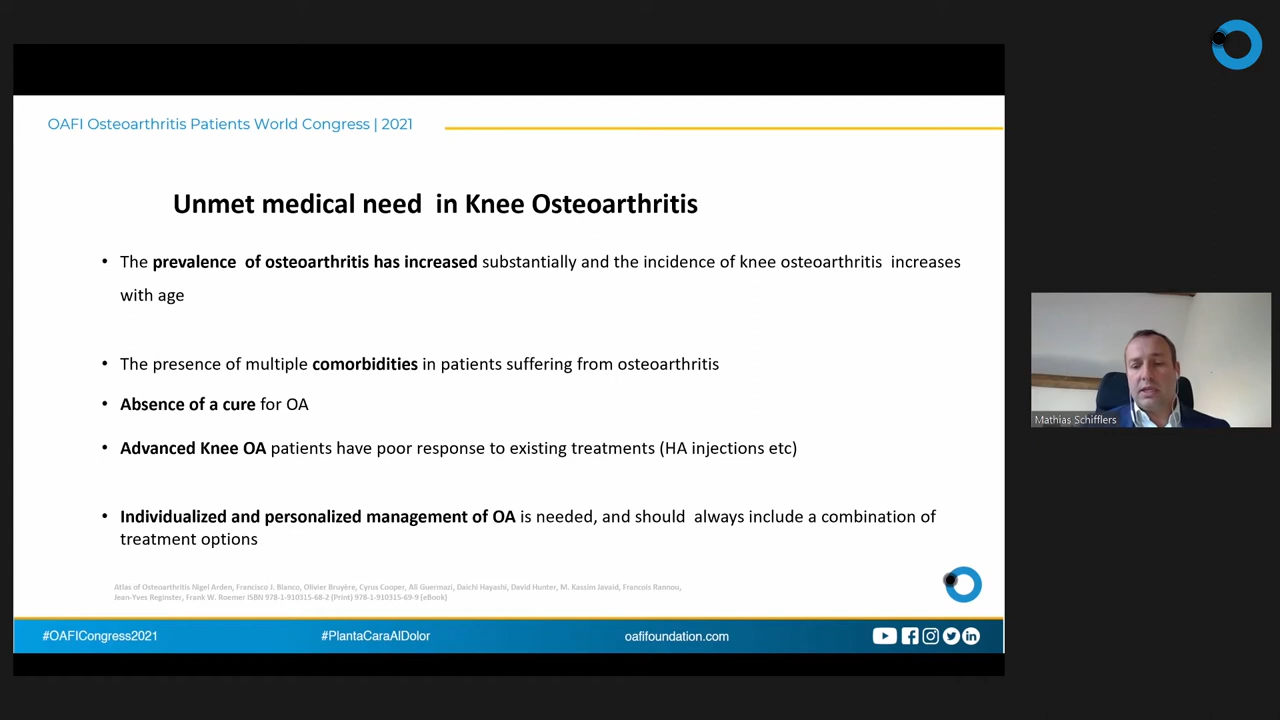 OAFI Osteoarthritis Patients World Congress | 2021
Unmet medical need in Knee Osteoarthritis
• The prevalence of osteoarthritis has increased substantially and the incidence of knee osteoarthritis increases
with age
• The presence of multiple comorbidities in patients suffering from osteoarthritis
• Absence of a cure for OA
• Advanced Knee OA patients have poor response to existing treatments (HA injections etc)
• Individualized and personalized management of OA is needed, and should always include a combination of
treatment options
Atlas of Osteoarthritis Nigel Arden, Francisco J. Blanco, Olivier Bruyère, Cyrus Cooper, Ali Guermazi, Daichi Hayashi, David Hunter, M. Kassim Javaid, Francois Rannou,
Jean-Yves Reginster, Frank W. Roemer ISBN 978-1-910315-68-2 (Print) 978-1-910315-69-9 (eBook)
#OAFICongress2021
#PlantaCaraAlDolor
oafifoundation.com
Mathias Schifflers